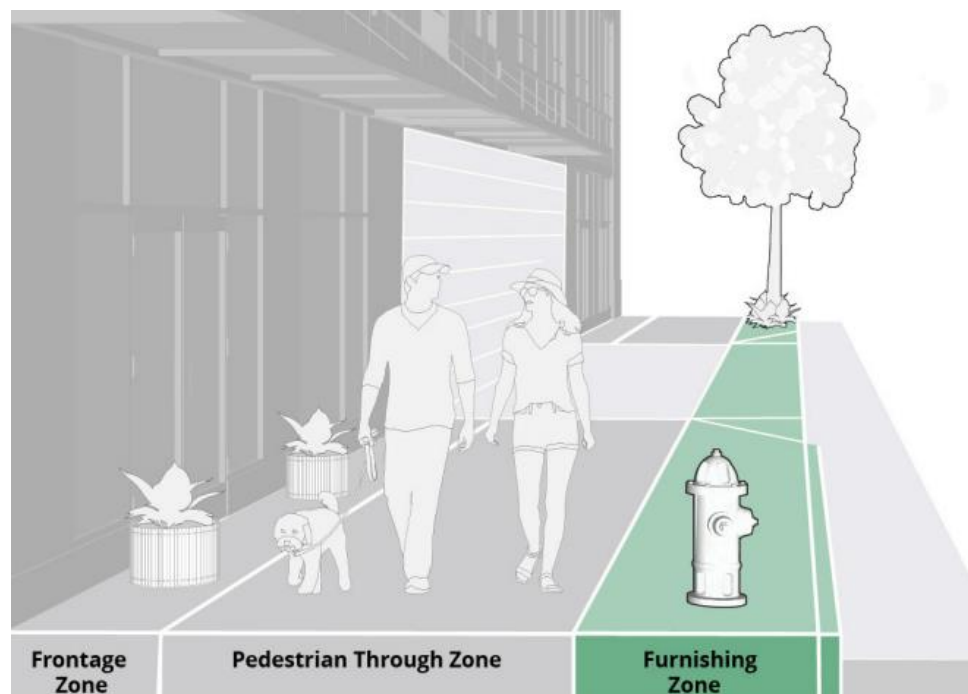 Frontage
Zone
Pedestrian Through Zone
Furnishing
Zone